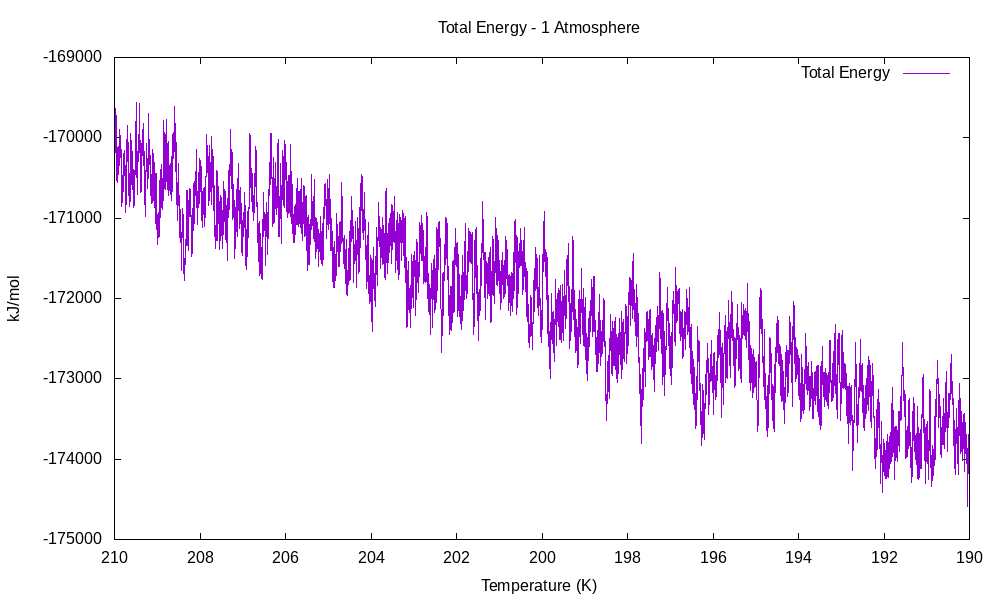 Total Energy - 1 Atmosphere
Total Energy
-169000
-170000
-171000
-172000
-173000
-174000
-175000
kJ/mol
210 208 206 204 202 200 198 196 194 192 190
Temperature (K)